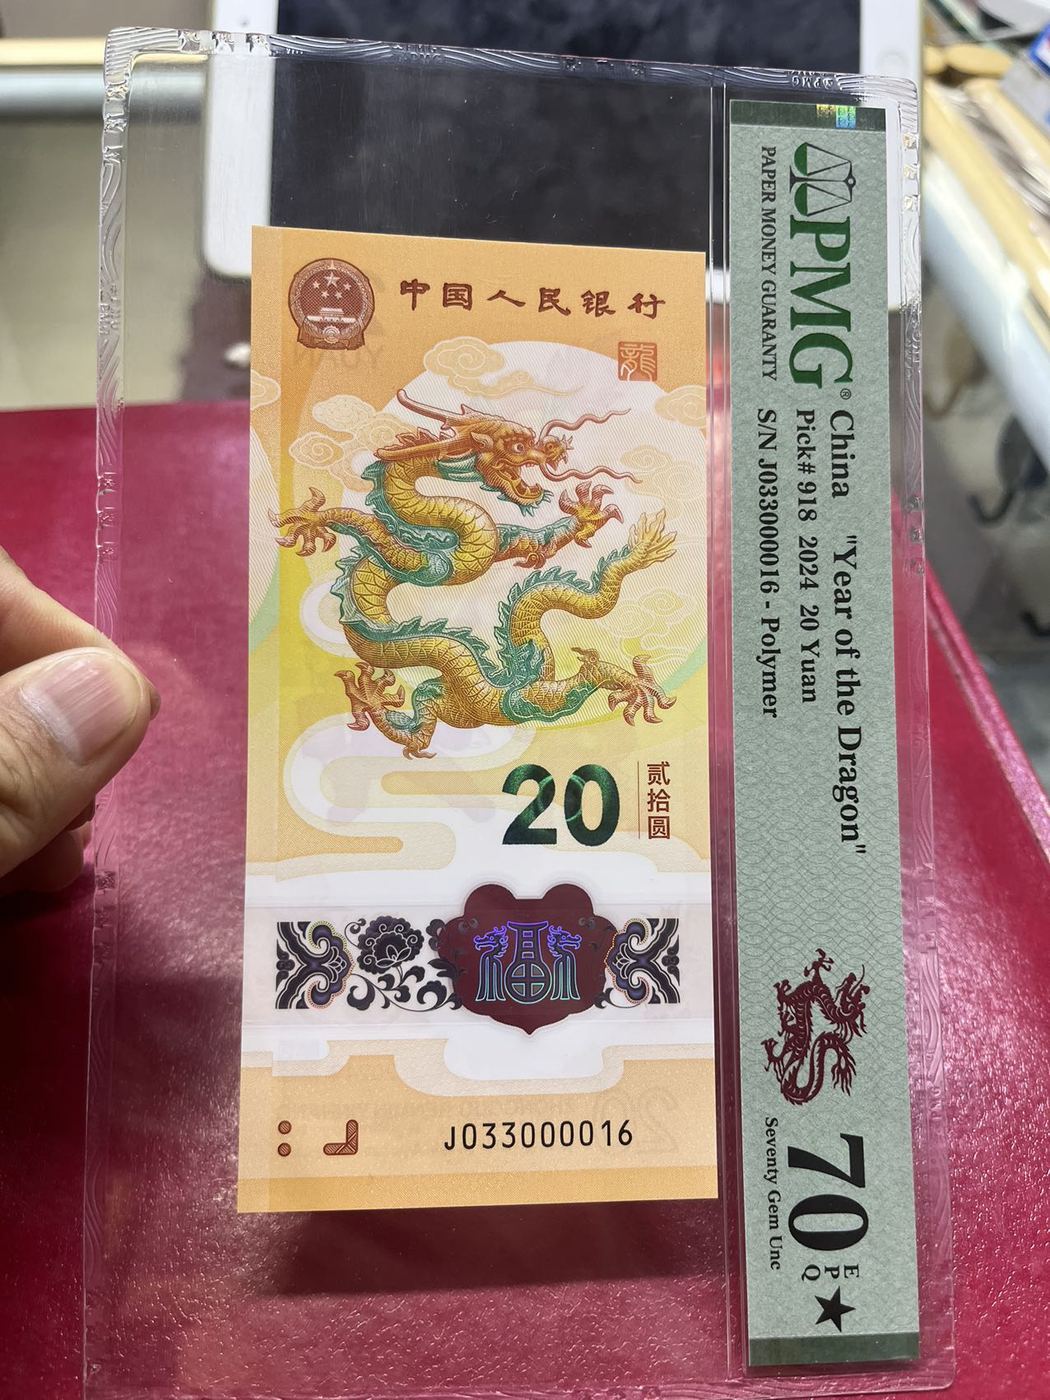 中国人民银行
龍
20
贰拾圆
福
J033000016
PMG®
PAPER MONEY GUARANTY
China "Year of the Dragon"
Pick# 918 2024 20 Yuan
S/N J033000016 - Polymer
70 EPQ ★
Seventy Gem Unc